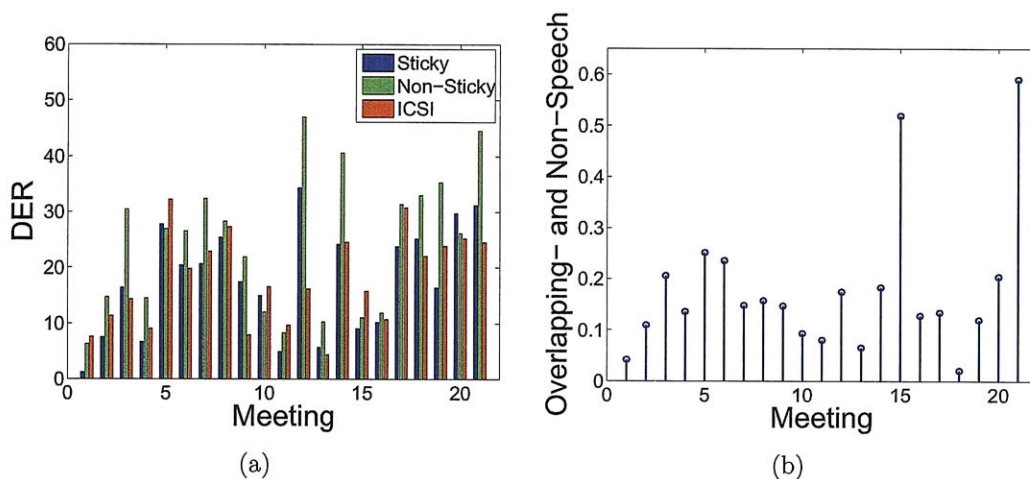 60
50
40
30
20
10
0
DER
Sticky
Non-Sticky
ICSI
0 5 10 15 20
Meeting
(a)
0.6
0.5
0.4
0.3
0.2
0.1
0
Overlapping- and Non-Speech
0 5 10 15 20
Meeting
(b)